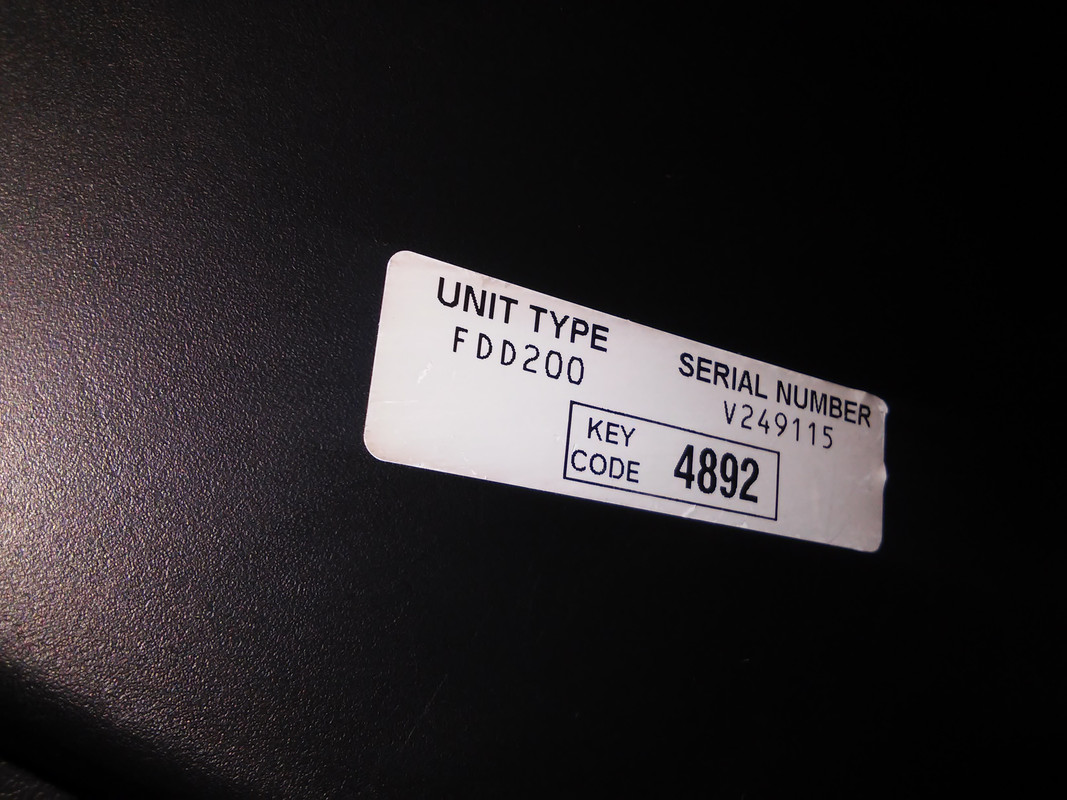 UNIT TYPE
FDD200
SERIAL NUMBER
V249115
KEY
CODE
4892